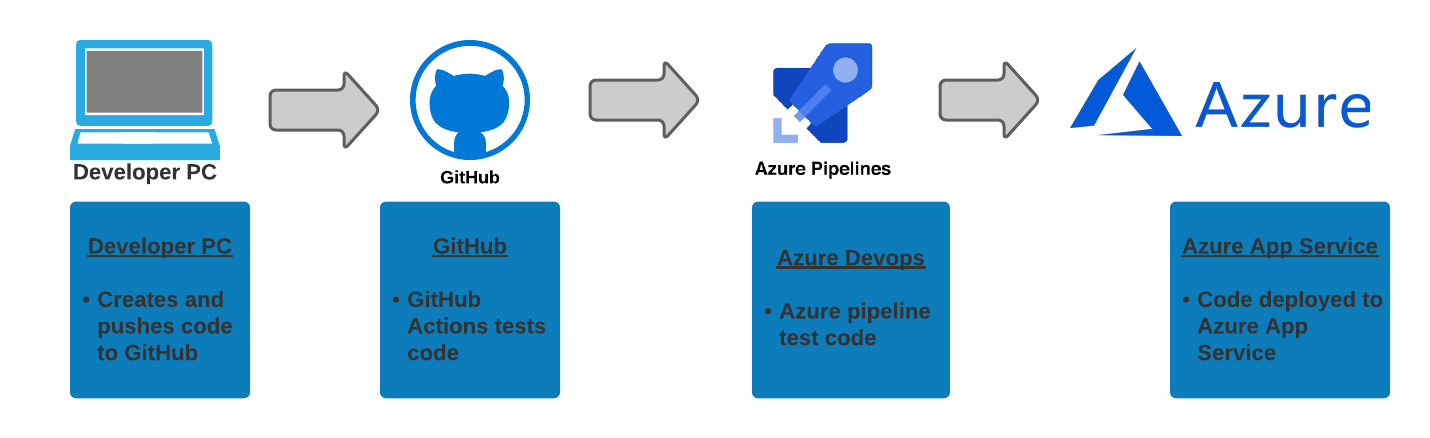 Azure
Developer PC
GitHub
Azure Pipelines
Developer PC
• Creates and
pushes code
to GitHub
GitHub
• GitHub
Actions tests
code
Azure Devops
• Azure pipeline
test code
Azure App Service
• Code deployed to
Azure App
Service